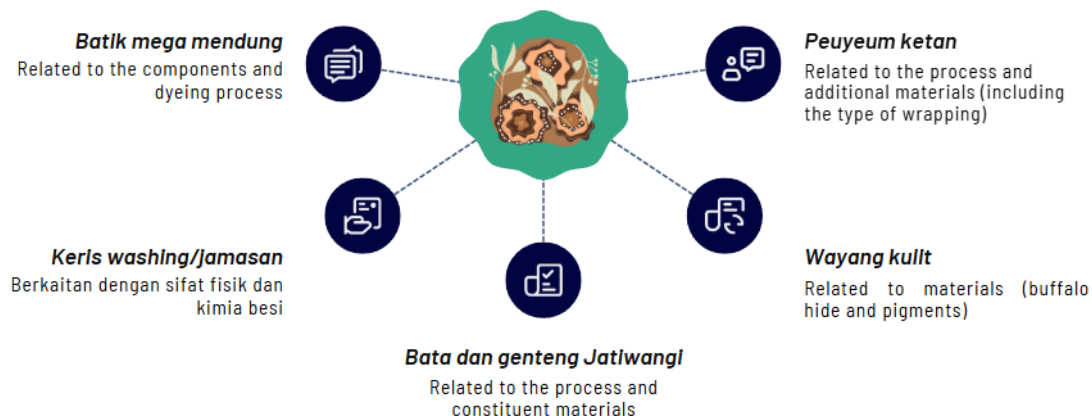 Batik mega mendung
Related to the components and
dyeing process
Peuyeum ketan
Related to the process and
additional materials (including
the type of wrapping)
Keris washing/jamasan
Berkaitan dengan sifat fisik dan
kimia besi
Wayang kulit
Related to materials (buffalo
hide and pigments)
Bata dan genteng Jatiwangi
Related to the process and
constituent materials